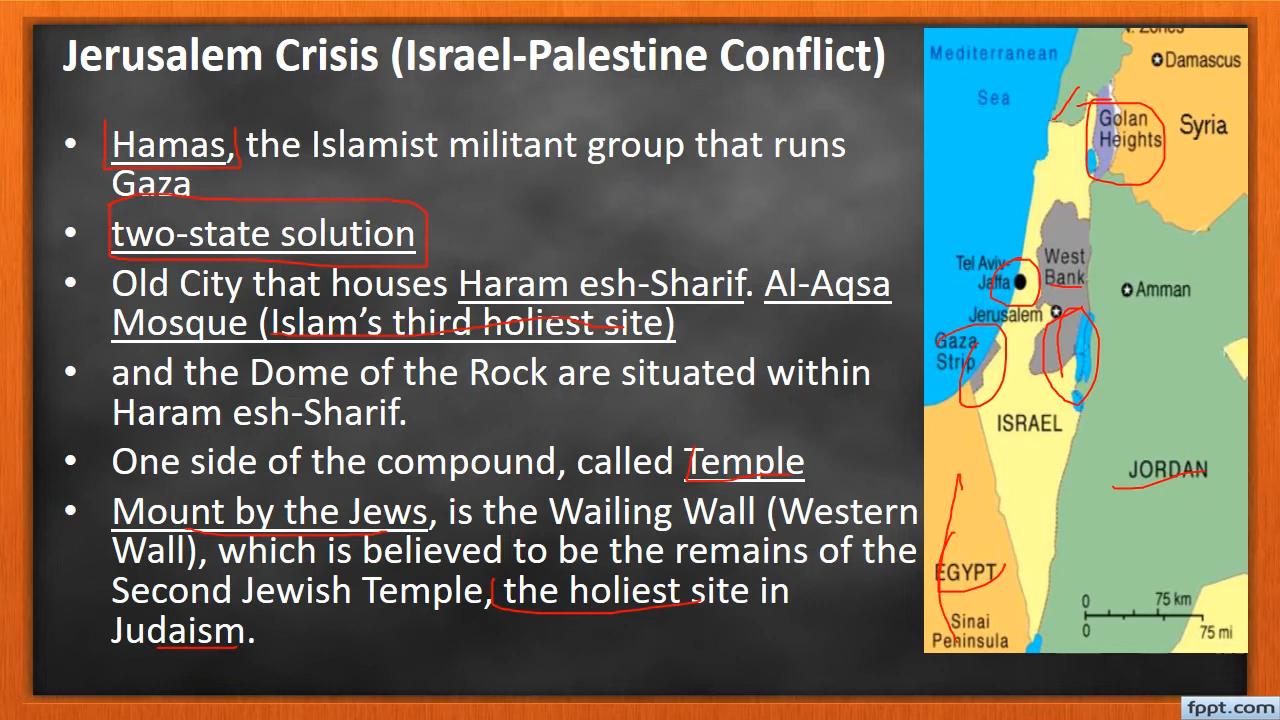 Jerusalem Crisis (Israel-Palestine Conflict)
• Hamas, the Islamist militant group that runs
Gaza
• two-state solution
• Old City that houses Haram esh-Sharif. Al-Aqsa
Mosque (Islam's third holiest site)
• and the Dome of the Rock are situated within
Haram esh-Sharif.
• One side of the compound, called Temple
• Mount by the Jews, is the Wailing Wall (Western
Wall), which is believed to be the remains of the
Second Jewish Temple, the holiest site in
Judaism.
Mediterranean
Sea
N. Zones
Damascus
Golan
Heights
Syria
West
Bank
Tel Aviv-
Jaffa
Amman
Jerusalem
Gaza
Strip
ISRAEL
JORDAN
EGYPT
Sinai
Peninsula
0 75 km
0 75 mi
fppt.com